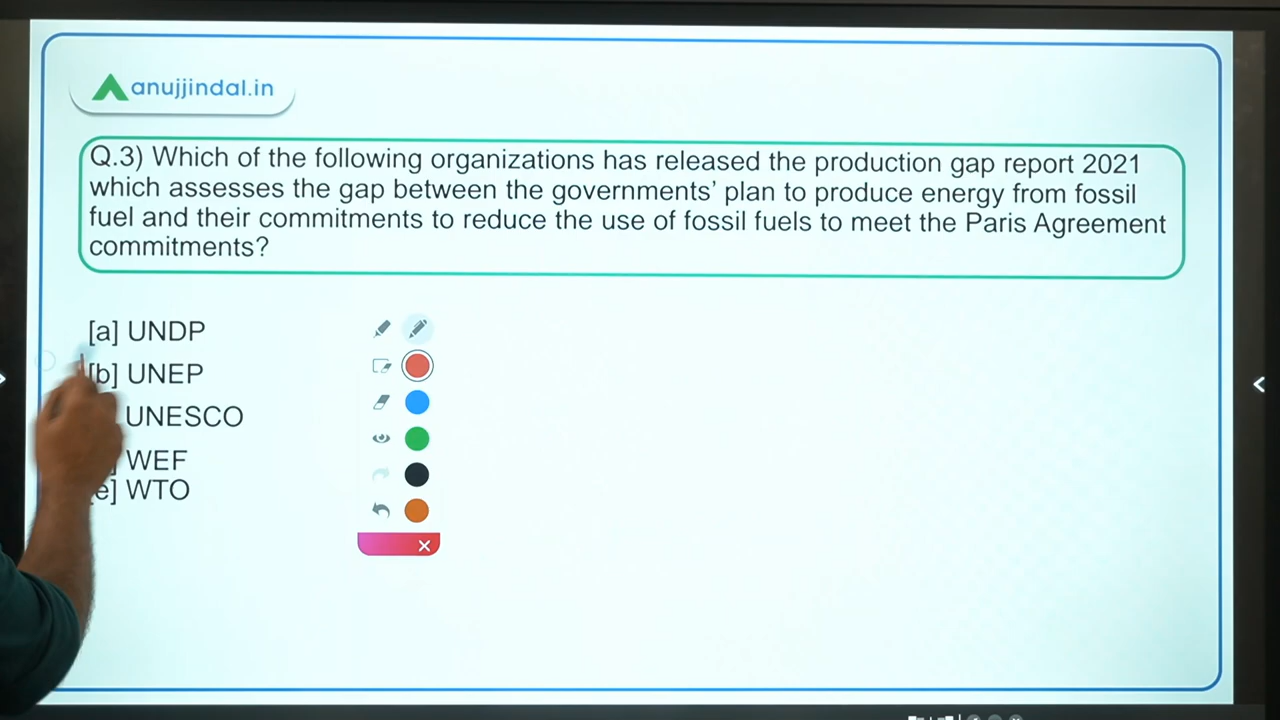 anujjindal.in
Q.3) Which of the following organizations has released the production gap report 2021
which assesses the gap between the governments’ plan to produce energy from fossil
fuel and their commitments to reduce the use of fossil fuels to meet the Paris Agreement
commitments?
[a] UNDP
[b] UNEP
UNESCO
] WEF
[e] WTO